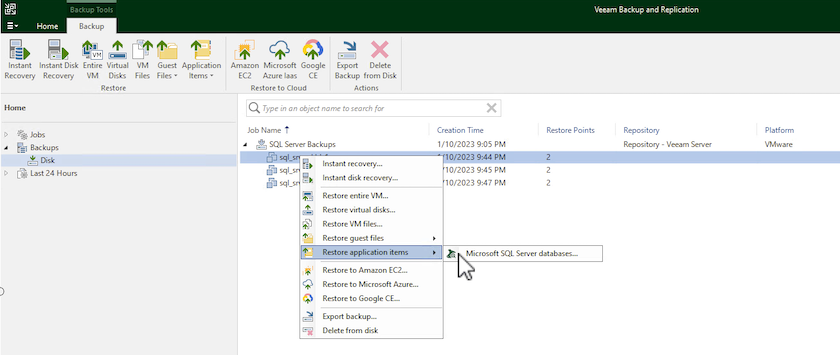 Backup Tools
Veeam Backup and Replication
Home Backup
Instant Recovery
Instant Disk Recovery
Entire VM
Virtual Disks
VM Files
Guest Files
Application Items
Amazon EC2
Microsoft Azure Iaas
Google CE
Export Backup
Delete from Disk
Restore Restore to Cloud Actions
Home
Jobs
Backups
Disk
Last 24 Hours
Type in an object name to search for
Job Name Creation Time Restore Points Repository Platform
SQL Server Backups 1/10/2023 9:05 PM Repository - Veeam Server VMware
/10/2023 9:44 PM 2
/10/2023 9:45 PM 2
/10/2023 9:47 PM 2
Instant recovery...
Instant disk recovery...
Restore entire VM...
Restore virtual disks...
Restore VM files...
Restore guest files
Restore application items
Microsoft SQL Server databases...
Restore to Amazon EC2...
Restore to Microsoft Azure...
Restore to Google CE...
Export backup...
Delete from disk